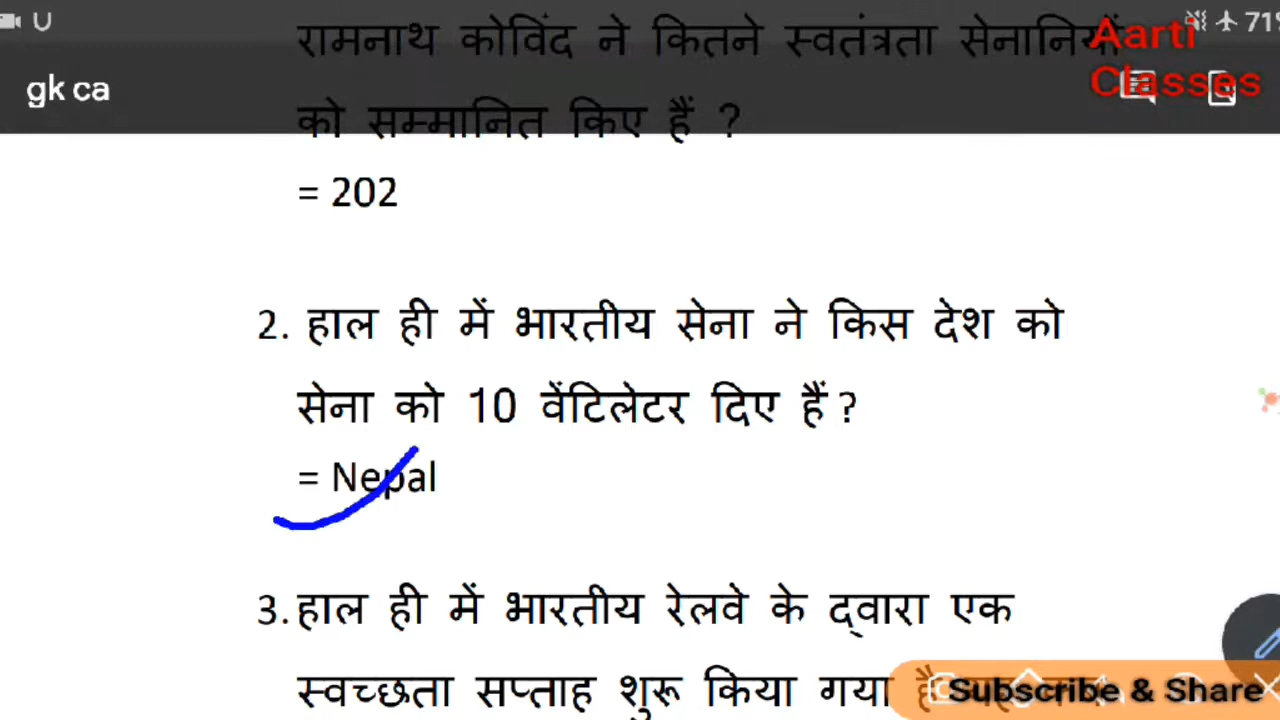 U
71%
रामनाथ कोविंद ने कितने स्वतंत्रता सेनानियों
Aarti
Classes
gk ca
को सम्मानित किए हैं ?
= 202
2. हाल ही में भारतीय सेना ने किस देश को
सेना को 10 वेंटिलेटर दिए हैं?
= Nepal
3. हाल ही में भारतीय रेलवे के द्वारा एक
स्वच्छता सप्ताह शुरू किया गया है
Subscribe & Share